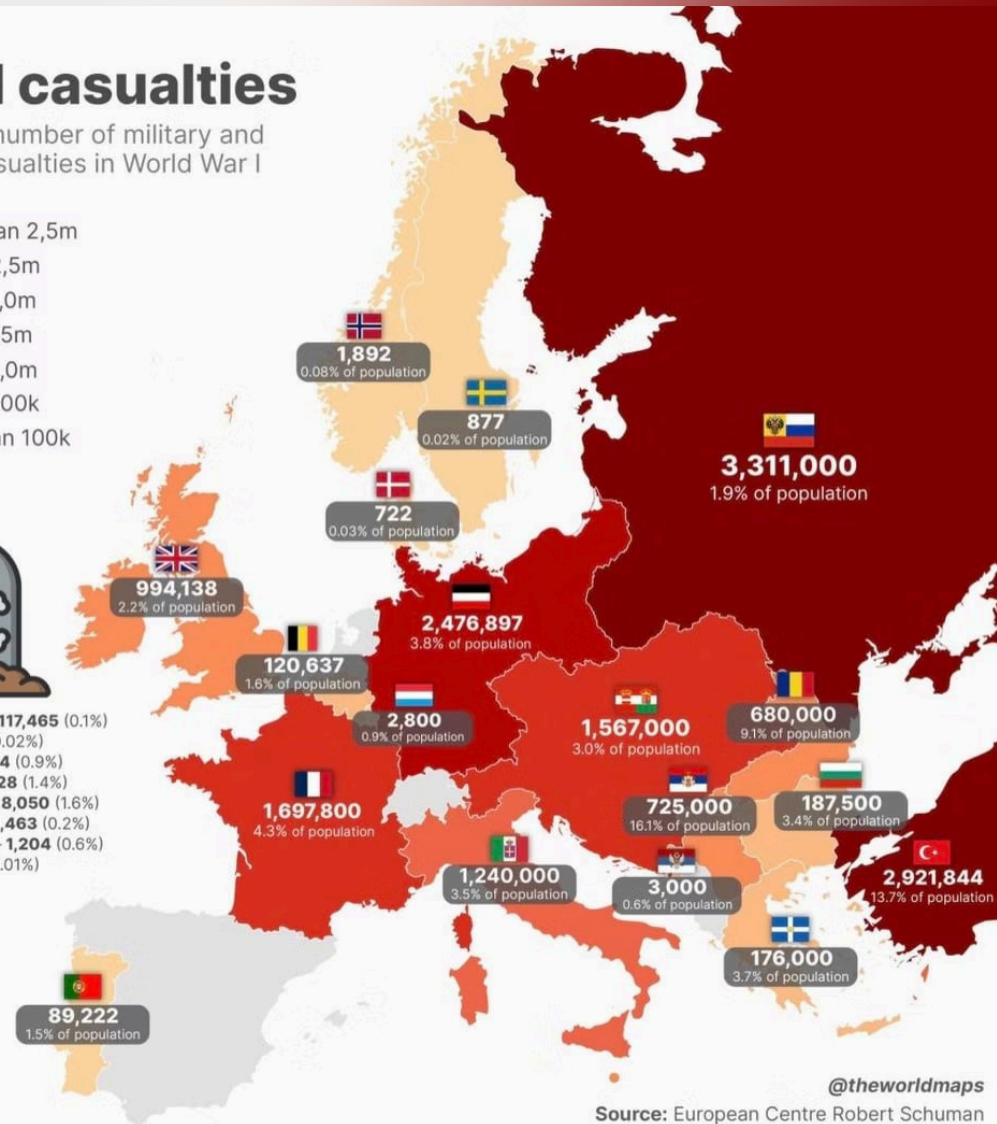 l casualties
number of military and
sualties in World War I
an 2,5m
,5m
,0m
5m
,0m
00k
n 100k
1,892
0.08% of population
877
0.02% of population
722
0.03% of population
3,311,000
1.9% of population
994,138
2.2% of population
2,476,897
3.8% of population
120,637
1.6% of population
2,800
0.9% of population
1,567,000
3.0% of population
680,000
9.1% of population
117,465 (0.1%)
0.02%)
4 (0.9%)
28 (1.4%)
8,050 (1.6%)
,463 (0.2%)
- 1,204 (0.6%)
.01%)
1,697,800
4.3% of population
725,000
16.1% of population
187,500
3.4% of population
1,240,000
3.5% of population
3,000
0.6% of population
2,921,844
13.7% of population
176,000
3.7% of population
89,222
1.5% of population
@theworldmaps
Source: European Centre Robert Schuman